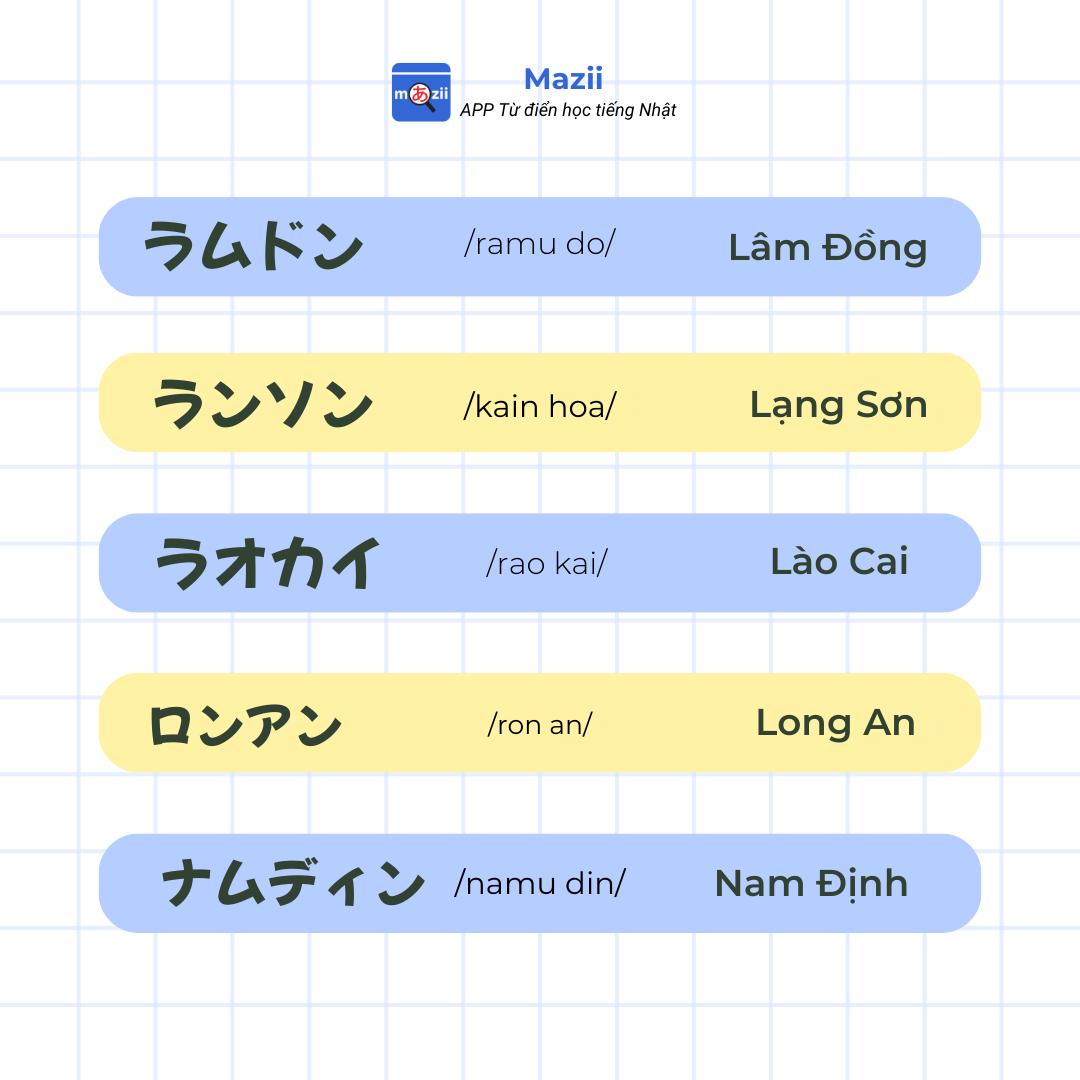 mあzii
Mazii
APP Từ điển học tiếng Nhật
ラムドン /ramu do/ Lâm Đồng
ランソン /kain hoa/ Lạng Sơn
ラオカイ /rao kai/ Lào Cai
ロンアン /ron an/ Long An
ナムディン /namu din/ Nam Định